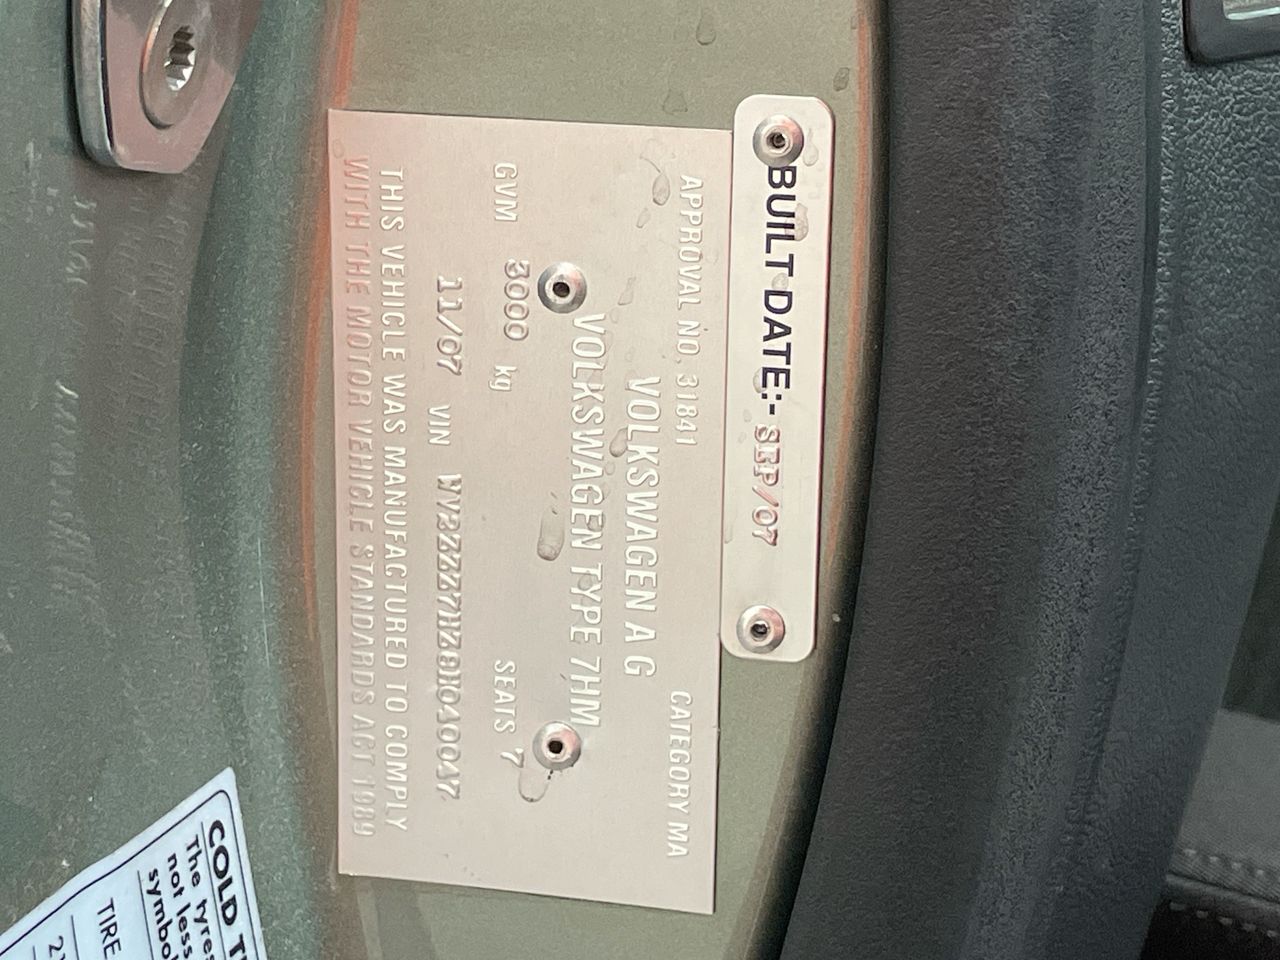 BUILT DATE:- SEP/07
APPROVAL NO. 31841 CATEGORY MA
VOLKSWAGEN A G
VOLKSWAGEN TYPE 7HM
GVM 3000 kg SEATS 7
11/07 VIN
THIS VEHICLE WAS MANUFACTURED TO COMPLY
WITH THE MOTOR VEHICLE STANDARDS ACT 1989
COLD
The tyres
not less
symbol
TIRE